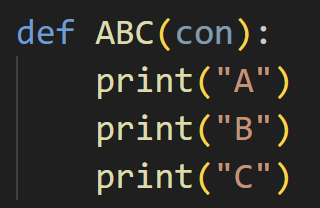 def ABC(con):
    print("A")
    print("B")
    print("C")